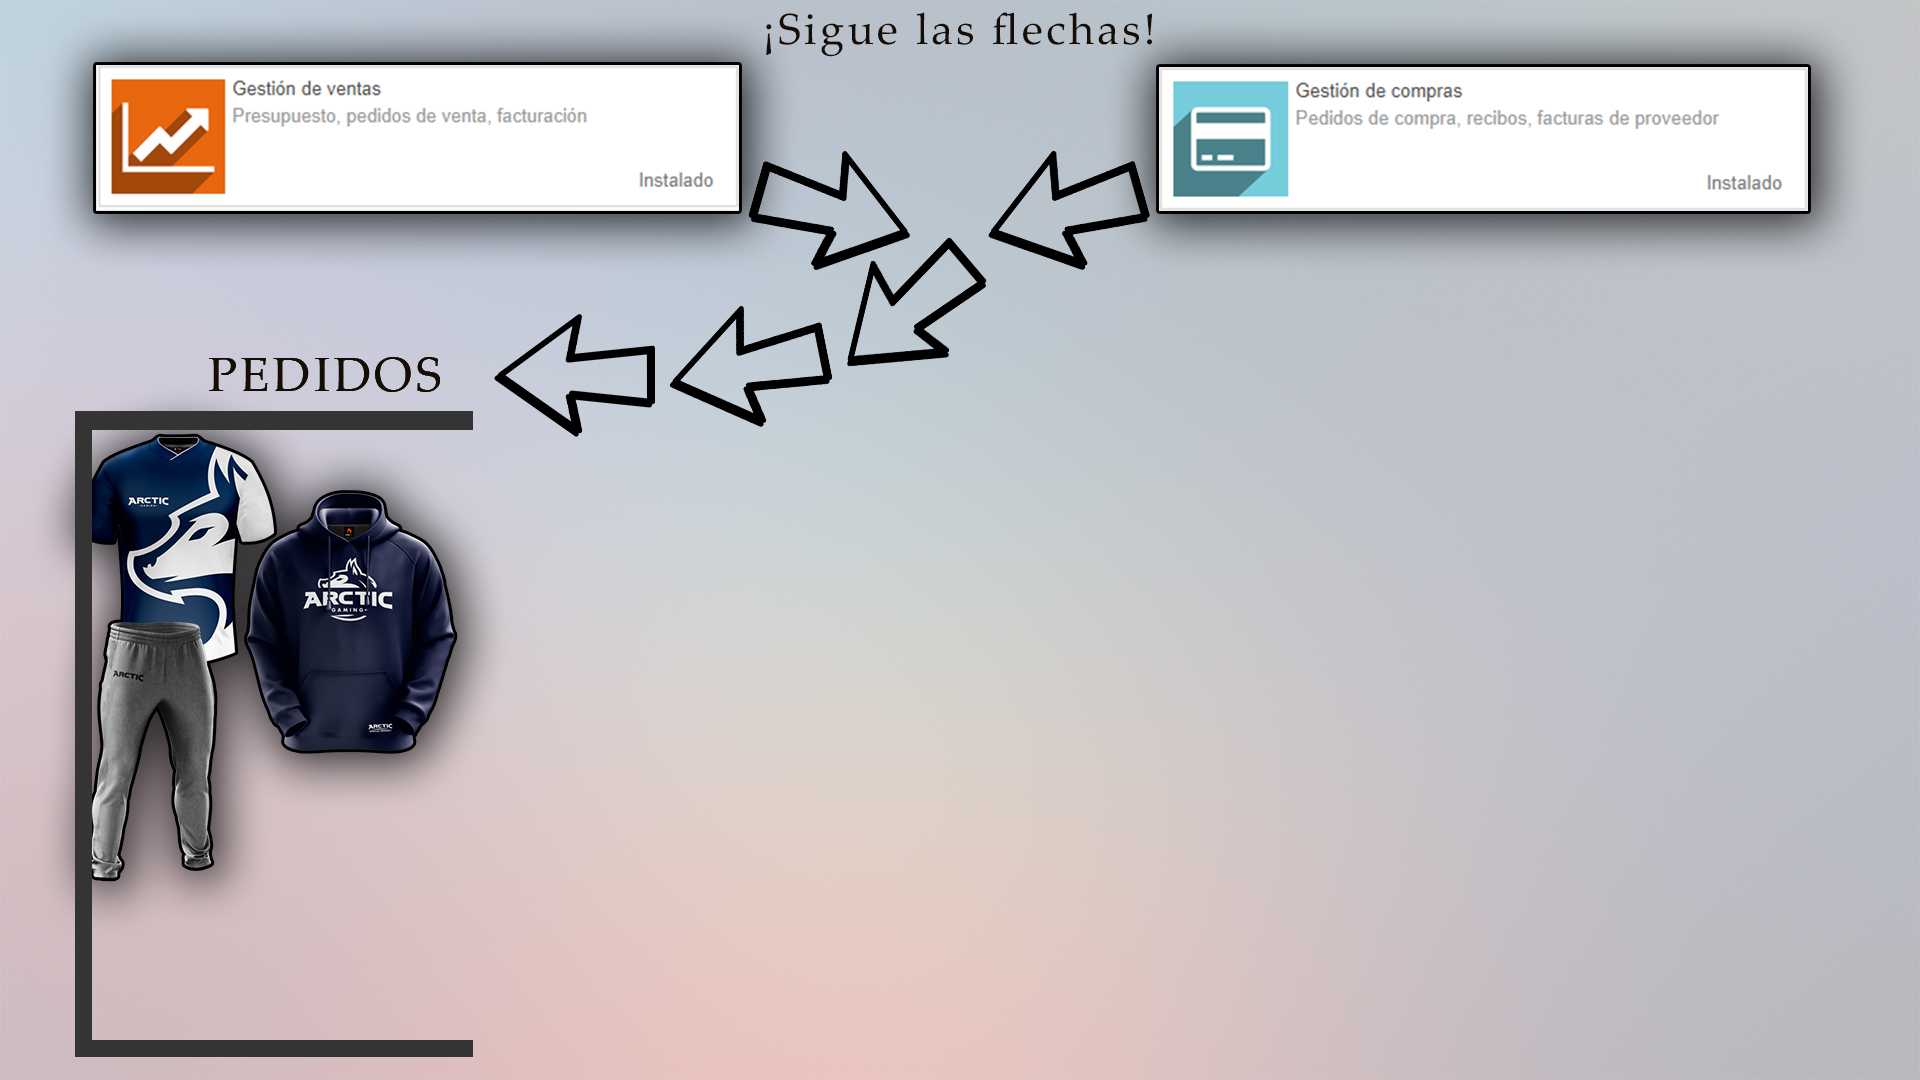 ¡Sigue las flechas!
Gestión de ventas
Presupuesto, pedidos de venta, facturación
Instalado
Gestión de compras
Pedidos de compra, recibos, facturas de proveedor
Instalado
PEDIDOS
ARCTIC
ARCTIC
GAMING
ARCTIC
ARCTIC